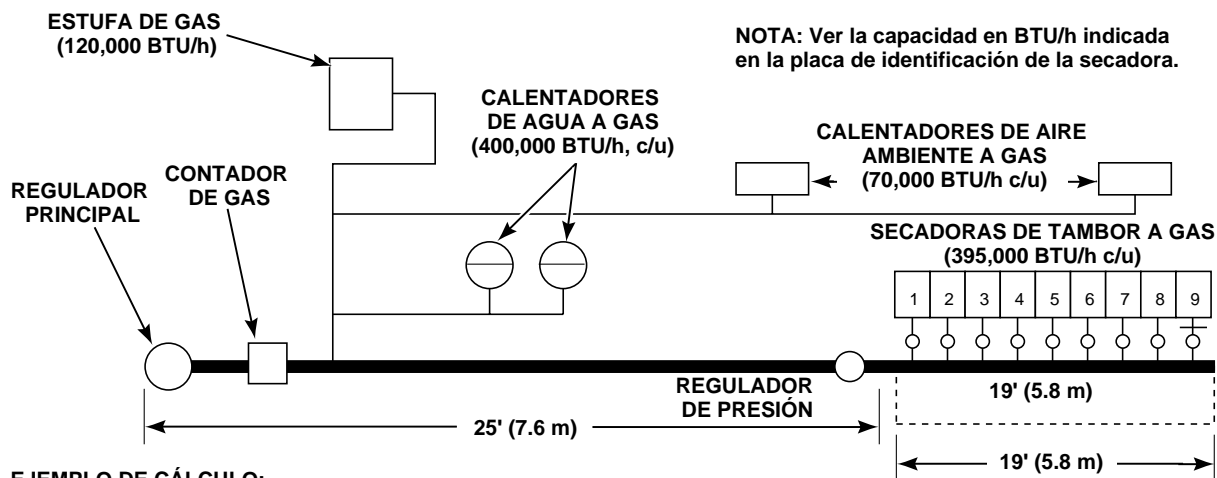 ESTUFA DE GAS
(120,000 BTU/h)
NOTA: Ver la capacidad en BTU/h indicada
en la placa de identificación de la secadora.
CALENTADORES
DE AGUA A GAS
(400,000 BTU/h, c/u)
CALENTADORES DE AIRE
AMBIENTE A GAS
(70,000 BTU/h c/u)
REGULADOR
PRINCIPAL
CONTADOR
DE GAS
SECADORAS DE TAMBOR A GAS
(395,000 BTU/h c/u)
1 2 3 4 5 6 7 8 9
REGULADOR
DE PRESIÓN
19' (5.8 m)
25' (7.6 m)
19' (5.8 m)
EJEMPLO DE CÁLCULO: